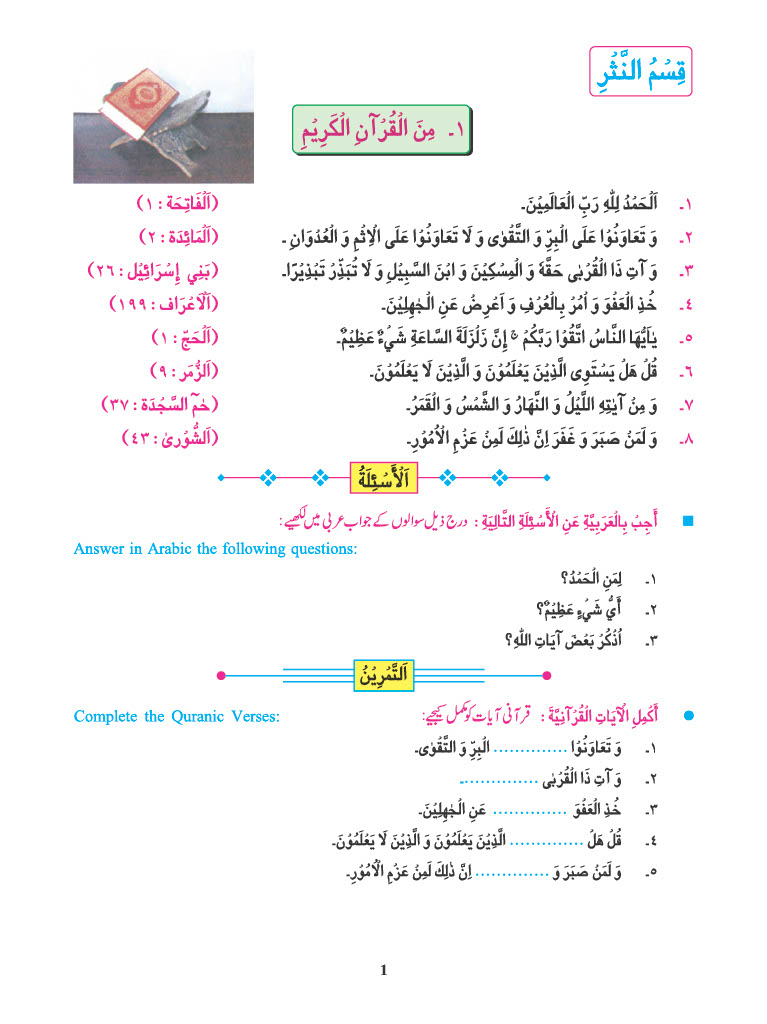 قِسْمُ النَّثْرِ
١۔ مِنَ الْقُرْآنِ الْكَرِيْمِ
١۔ اَلْحَمْدُ لِلّٰهِ رَبِّ الْعَالَمِيْنَ۔ (اَلْفَاتِحَة : ١)
٢۔ وَ تَعَاوَنُوْا عَلَى الْبِرِّ وَ التَّقْوٰى وَ لَا تَعَاوَنُوْا عَلَى الْاِثْمِ وَ الْعُدْوَانِ ۔ (اَلْمَائِدَة : ٢)
٣۔ وَ آتِ ذَا الْقُرْبٰى حَقَّهٗ وَ الْمِسْكِيْنَ وَ ابْنَ السَّبِيْلِ وَ لَا تُبَذِّرْ تَبْذِيْرًا۔ (بَنِي إِسْرَائِيْل : ٢٦)
٤۔ خُذِ الْعَفْوَ وَ اْمُرْ بِالْعُرْفِ وَ اَعْرِضْ عَنِ الْجٰهِلِيْنَ۔ (اَلْاَعْرَاف : ١٩٩)
٥۔ يٰاَيُّهَا النَّاسُ اتَّقُوْا رَبَّكُمْ ۚ إِنَّ زَلْزَلَةَ السَّاعَةِ شَيْءٌ عَظِيْمٌ۔ (اَلْحَجّ : ١)
٦۔ قُلْ هَلْ يَسْتَوِى الَّذِيْنَ يَعْلَمُوْنَ وَ الَّذِيْنَ لَا يَعْلَمُوْنَ۔ (اَلزُّمَر : ٩)
٧۔ وَ مِنْ آيٰتِهِ اللَّيْلُ وَ النَّهَارُ وَ الشَّمْسُ وَ الْقَمَرُ۔ (حٰمٓ السَّجْدَة : ٣٧)
٨۔ وَ لَمَنْ صَبَرَ وَ غَفَرَ اِنَّ ذٰلِكَ لَمِنْ عَزْمِ الْاُمُوْرِ۔ (اَلشُّوْرىٰ : ٤٣)
اَلْأَسْئِلَةُ
أَجِبْ بِالْعَرَبِيَّةِ عَنِ الْأَسْئِلَةِ التَّالِيَةِ : درج ذیل سوالوں کے جواب عربی میں لکھیے:
Answer in Arabic the following questions:
١۔ لِمَنِ الْحَمْدُ؟
٢۔ أَيُّ شَيْءٍ عَظِيْمٌ؟
٣۔ اُذْكُرْ بَعْضَ آيَاتِ اللّٰهِ؟
اَلتَّمْرِيْنُ
أَكْمِلِ الْآيَاتِ الْقُرْآنِيَّةَ : قرآنی آیات کو مکمل کیجیے: Complete the Quranic Verses:
١۔ وَ تَعَاوَنُوْا .............. الْبِرِّ وَ التَّقْوٰى۔
٢۔ وَ آتِ ذَا الْقُرْبٰى ..............۔
٣۔ خُذِ الْعَفْوَ .............. عَنِ الْجٰهِلِيْنَ۔
٤۔ قُلْ هَلْ .............. الَّذِيْنَ يَعْلَمُوْنَ وَ الَّذِيْنَ لَا يَعْلَمُوْنَ۔
٥۔ وَ لَمَنْ صَبَرَ وَ .............. اِنَّ ذٰلِكَ لَمِنْ عَزْمِ الْاُمُوْرِ۔
1